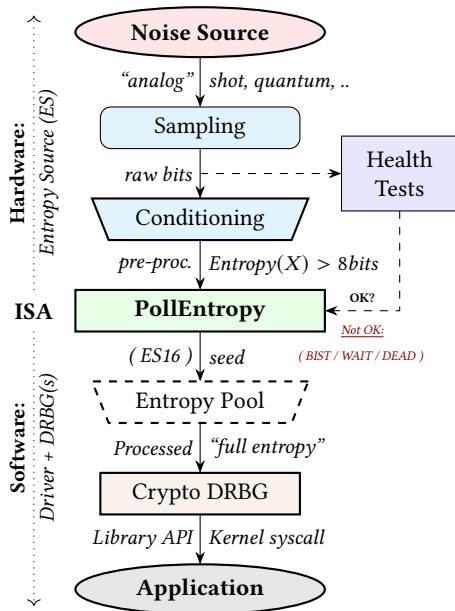 Noise Source
“analog” shot, quantum, ..
Sampling
raw bits
Health
Tests
Conditioning
pre-proc. Entropy(X) > 8bits
OK?
PollEntropy
Not OK:
( BIST / WAIT / DEAD )
( ES16 ) seed
Entropy Pool
Processed “full entropy”
Crypto DRBG
Library API Kernel syscall
Application
Hardware:
Entropy Source (ES)
ISA
Software:
Driver + DRBG(s)